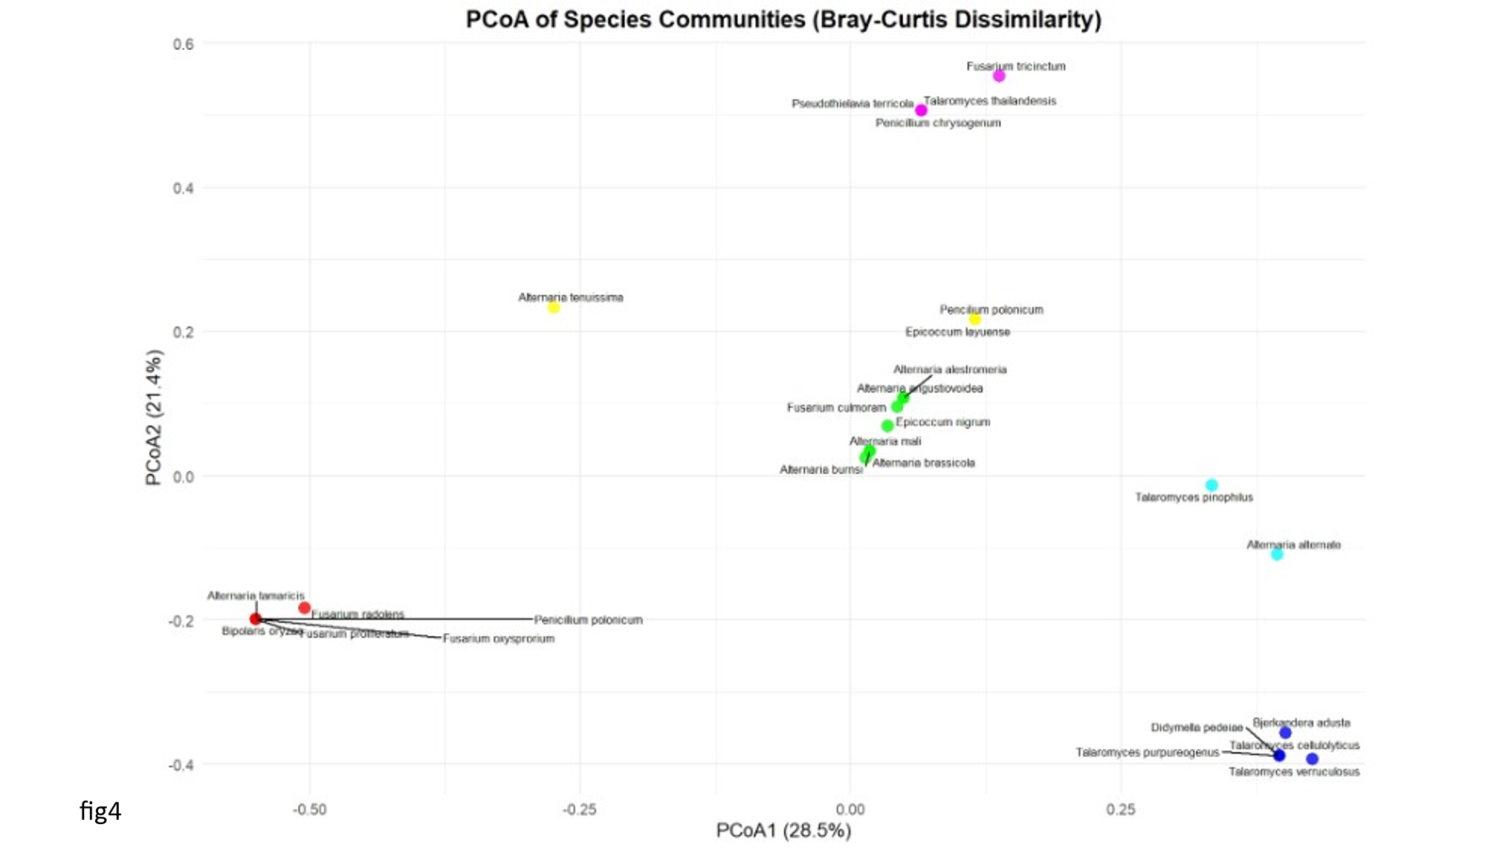 PCoA of Species Communities (Bray-Curtis Dissimilarity)
0.6
Fusarium tricinctum
Pseudothielavia terricola
Talaromyces thailandensis
Penicillium chrysogenum
0.4
Alternaria tenuissima
Pencilium polonicum
0.2
Epicoccum layuense
Alternaria alestromeria
Alternaria angustiovoidea
Fusarium culmoram
Epicoccum nigrum
Alternaria mali
Alternaria burnsi
Alternaria brassicola
0.0
Talaromyces pinophilus
Alternaria alternate
Alternaria tamaricis
Fusarium radolens
-0.2
Penicillium polonicum
Bipolaris oryzae
Fusarium proliferatum
Fusarium oxysprorium
Didymella pedeiae
Bjerkandera adusta
Talaromyces cellulolyticus
Talaromyces purpureogenus
-0.4
Talaromyces verruculosus
PCoA2 (21.4%)
-0.50
-0.25
0.00
0.25
PCoA1 (28.5%)
fig4